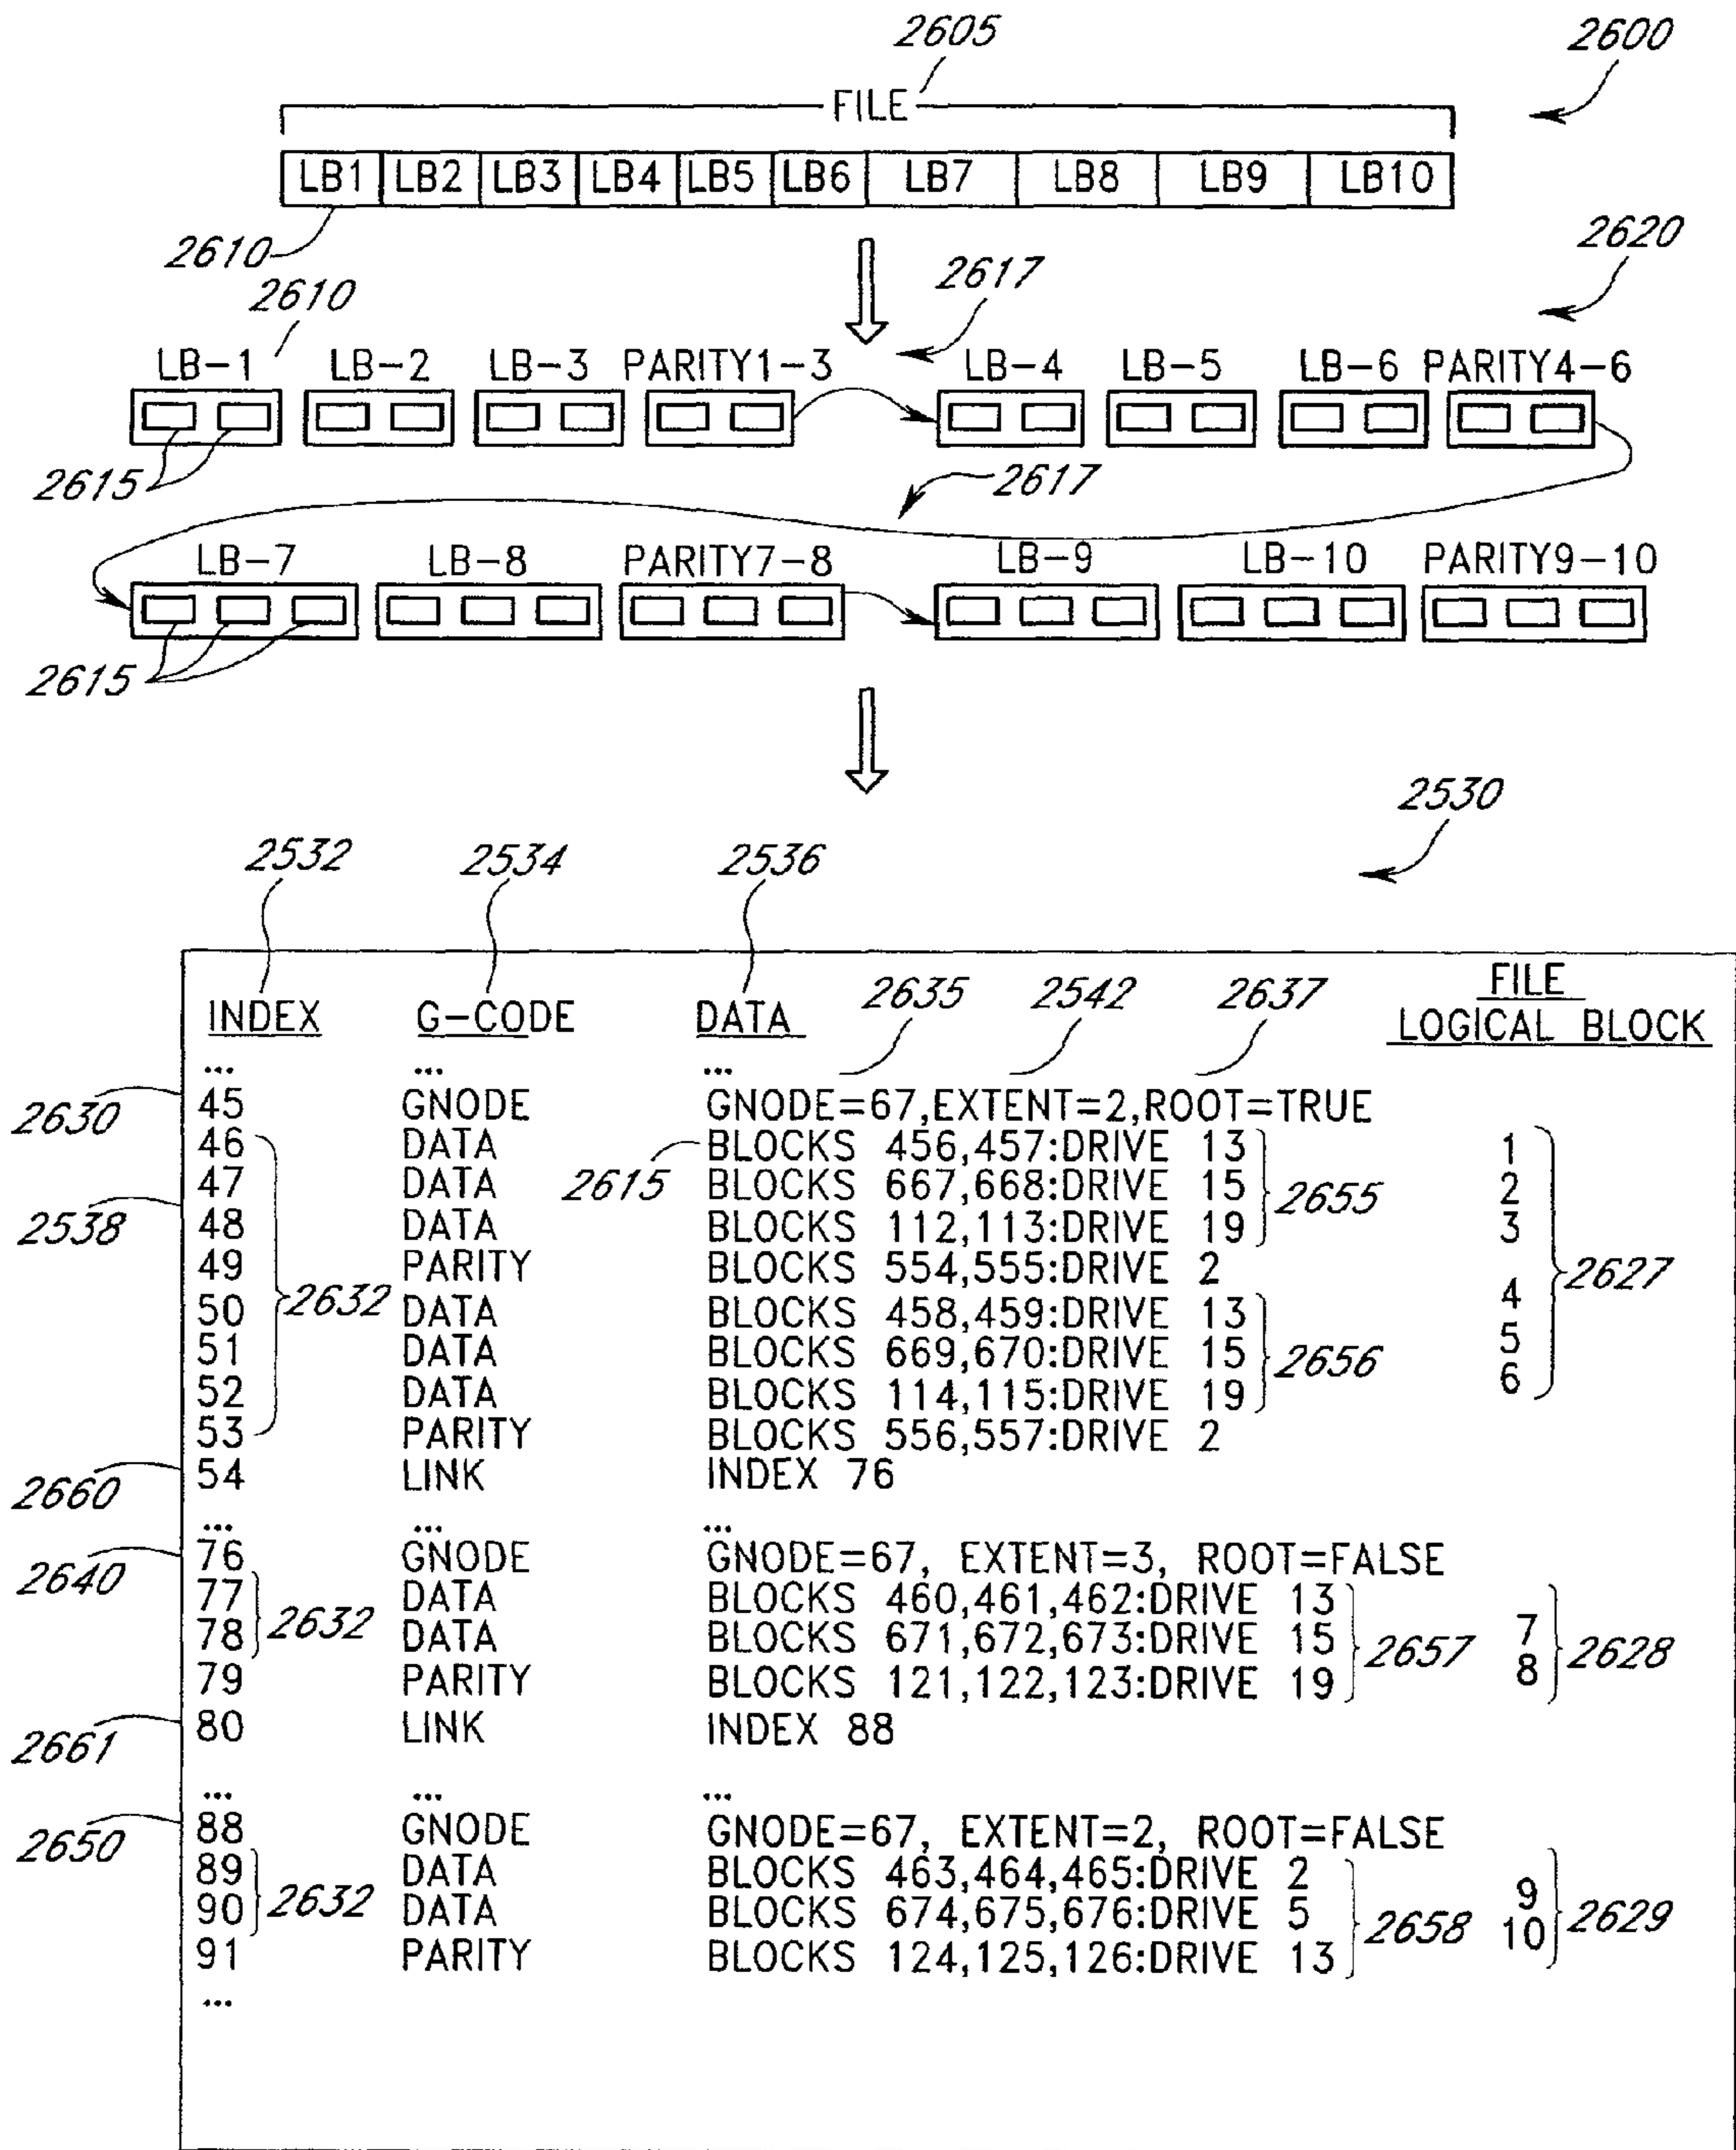 2605
2600
FILE
LB1 LB2 LB3 LB4 LB5 LB6 LB7 LB8 LB9 LB10
2610
2620
2610
2617
LB-1 LB-2 LB-3 PARITY1-3 LB-4 LB-5 LB-6 PARITY4-6
2615
2617
LB-7 LB-8 PARITY7-8 LB-9 LB-10 PARITY9-10
2615
2530
2532 2534 2536
2635 2542 2637
FILE
INDEX G-CODE DATA LOGICAL BLOCK
... ... ...
2630 45 GNODE GNODE=67,EXTENT=2,ROOT=TRUE
46 DATA BLOCKS 456,457:DRIVE 13 1
47 DATA 2615 BLOCKS 667,668:DRIVE 15 2655 2
2538 48 DATA BLOCKS 112,113:DRIVE 19 3
49 PARITY BLOCKS 554,555:DRIVE 2 2627
2632 50 DATA BLOCKS 458,459:DRIVE 13 4
51 DATA BLOCKS 669,670:DRIVE 15 2656 5
52 DATA BLOCKS 114,115:DRIVE 19 6
53 PARITY BLOCKS 556,557:DRIVE 2
2660 54 LINK INDEX 76
... ... ...
2640 76 GNODE GNODE=67, EXTENT=3, ROOT=FALSE
77 DATA BLOCKS 460,461,462:DRIVE 13
78 2632 DATA BLOCKS 671,672,673:DRIVE 15 2657 7 2628
79 PARITY BLOCKS 121,122,123:DRIVE 19 8
2661 80 LINK INDEX 88
... ... ...
2650 88 GNODE GNODE=67, EXTENT=2, ROOT=FALSE
89 DATA BLOCKS 463,464,465:DRIVE 2 9
90 2632 DATA BLOCKS 674,675,676:DRIVE 5 2658 10 2629
91 PARITY BLOCKS 124,125,126:DRIVE 13
...